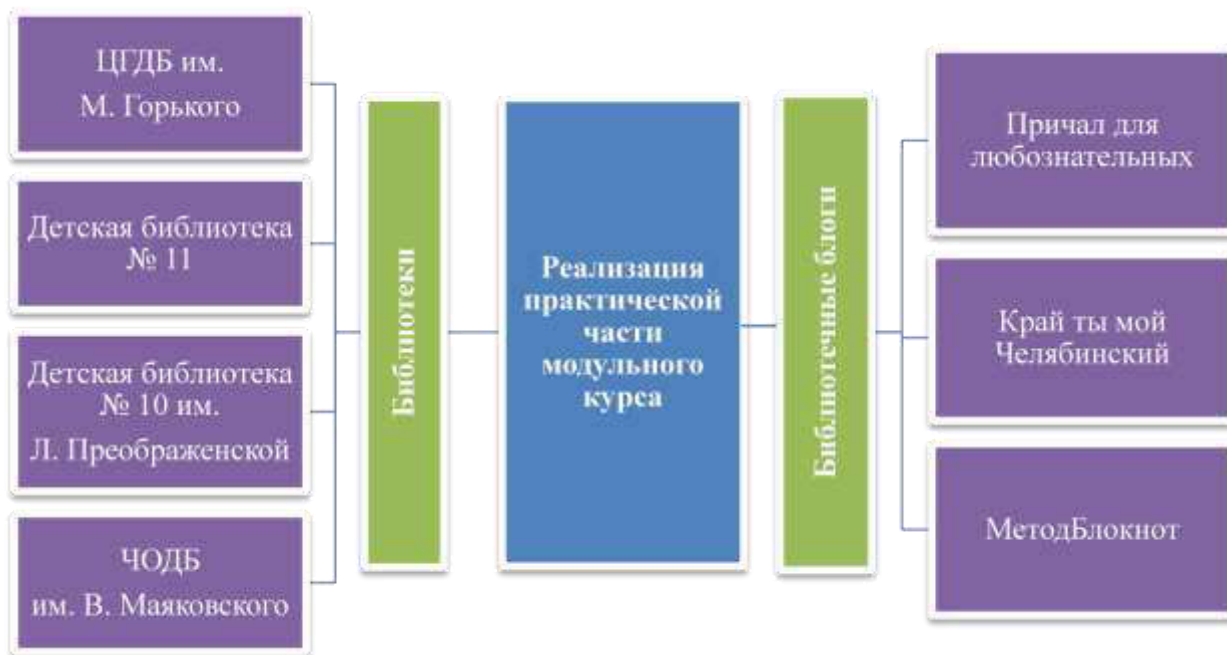 ЦГДБ им.
М. Горького
Детская библиотека
№ 11
Детская библиотека
№ 10 им.
Л. Преображенской
ЧОДБ
им. В. Маяковского
Библиотеки
Реализация
практической
части
модульного
курса
Библиотечные блоги
Причал для
любознательных
Край ты мой
Челябинский
МетодБлокнот